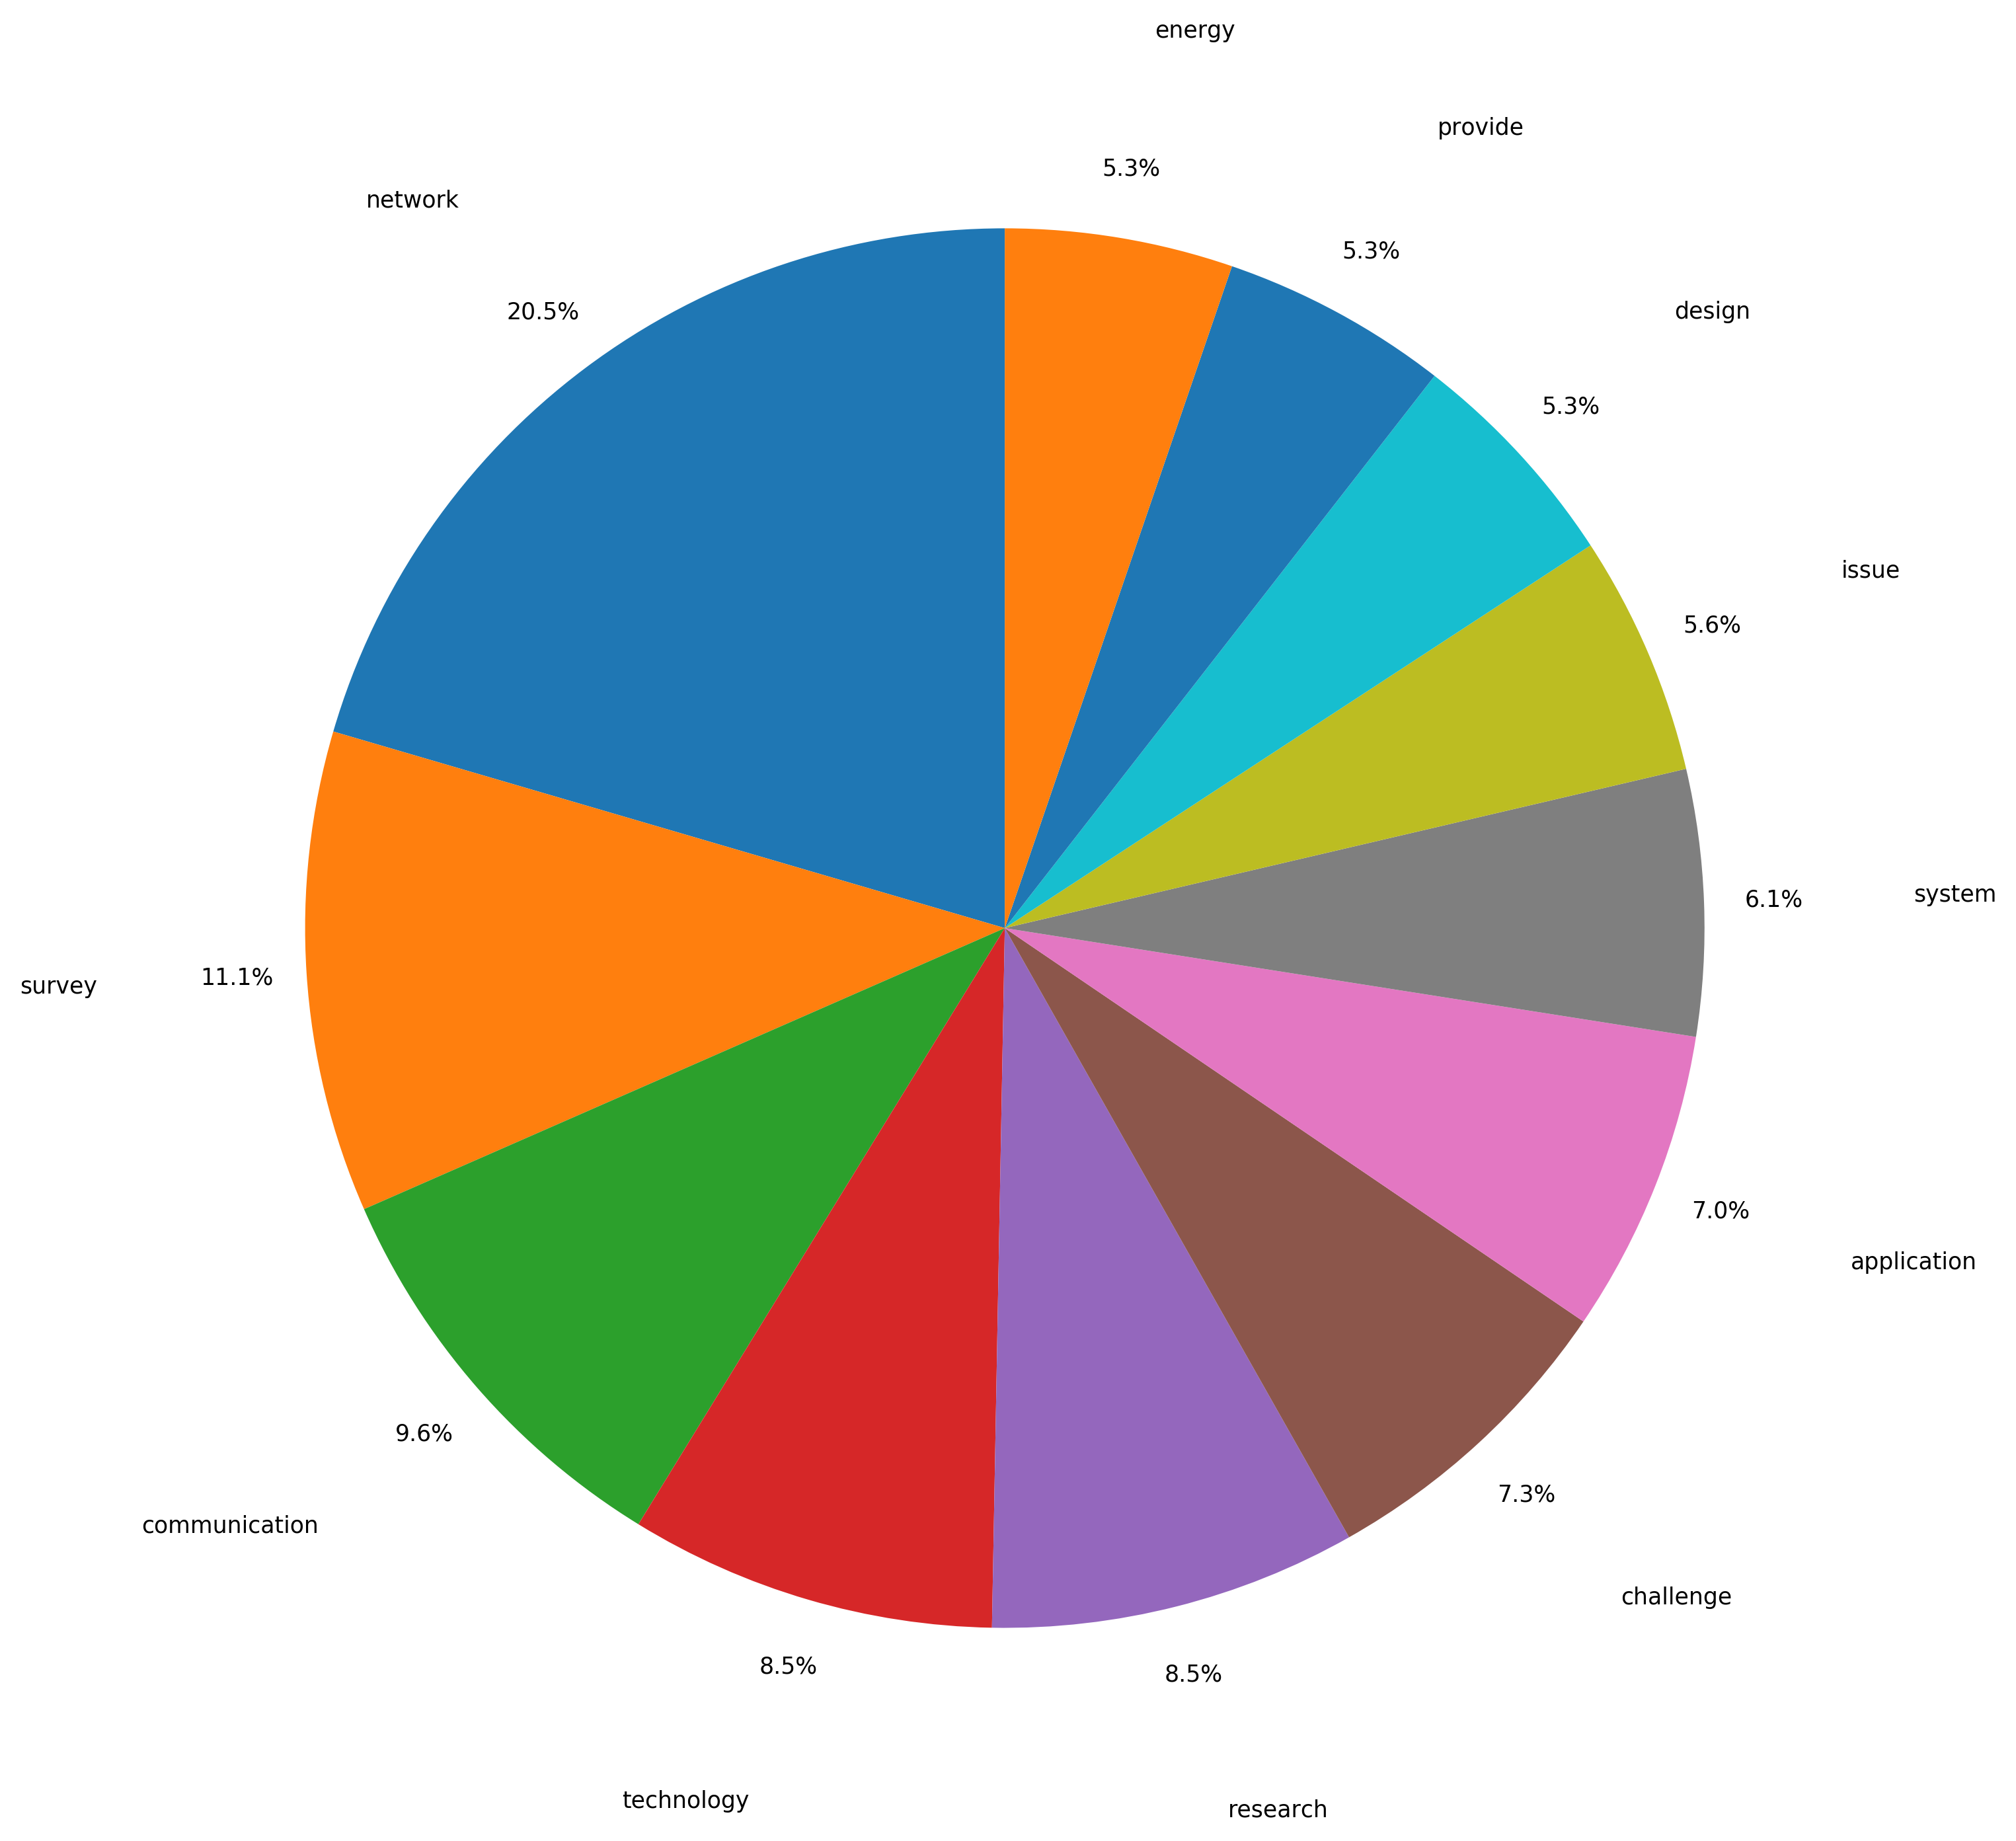 energy
provide
5.3%
network
5.3%
20.5%
design
5.3%
issue
5.6%
system
6.1%
survey
11.1%
7.0%
application
9.6%
7.3%
communication
challenge
8.5%
8.5%
technology
research